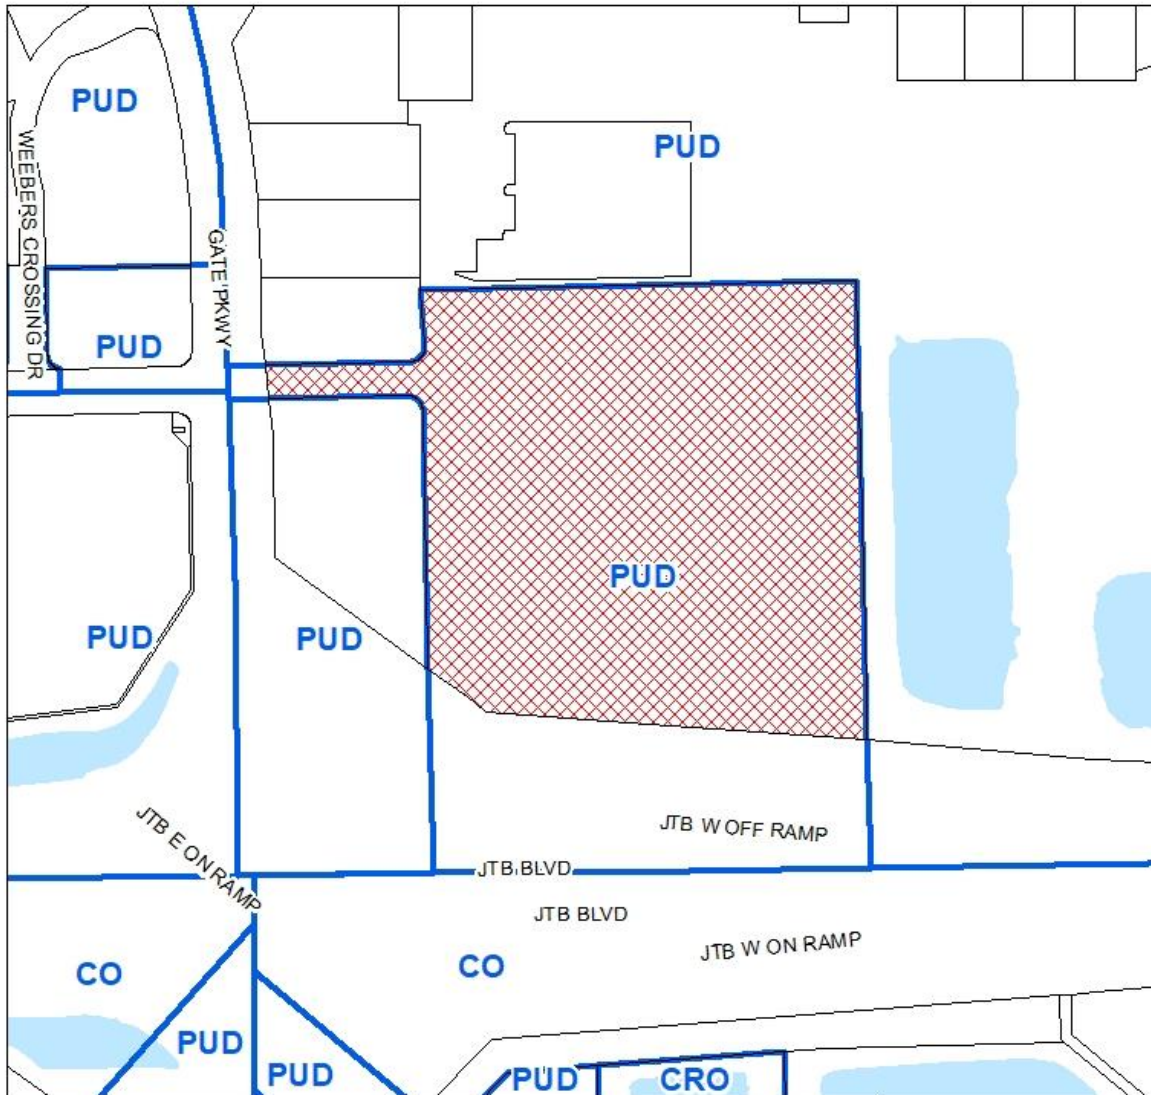 PUD
PUD
WEEBERS CROSSING DR
GATE PKWY
PUD
PUD
PUD
PUD
JTB E ON RAMP
JTB W OFF RAMP
JTB BLVD
JTB BLVD
JTB W ON RAMP
CO
CO
PUD
PUD
PUD
CRO